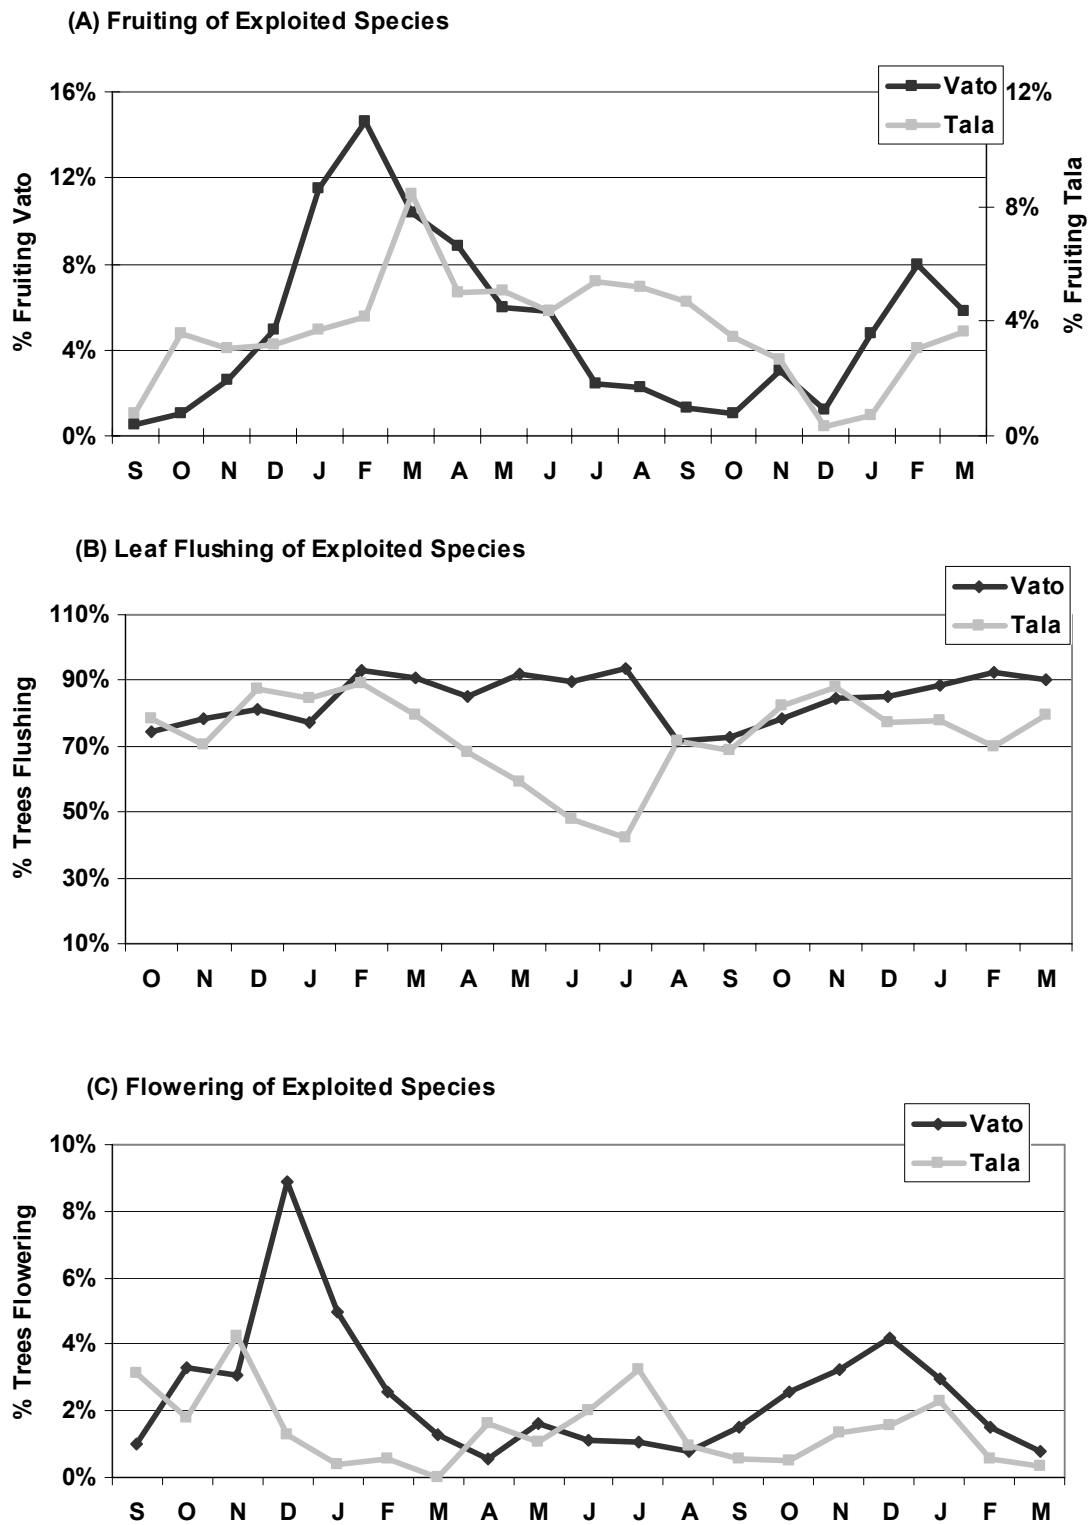 (A) Fruiting of Exploited Species
Vato
Tala
16%
12%
8%
4%
0%
12%
8%
4%
0%
% Fruiting Vato
% Fruiting Tala
S O N D J F M A M J J A S O N D J F M
(B) Leaf Flushing of Exploited Species
Vato
Tala
110%
90%
70%
50%
30%
10%
% Trees Flushing
O N D J F M A M J J A S O N D J F M
(C) Flowering of Exploited Species
Vato
Tala
10%
8%
6%
4%
2%
0%
% Trees Flowering
S O N D J F M A M J J A S O N D J F M